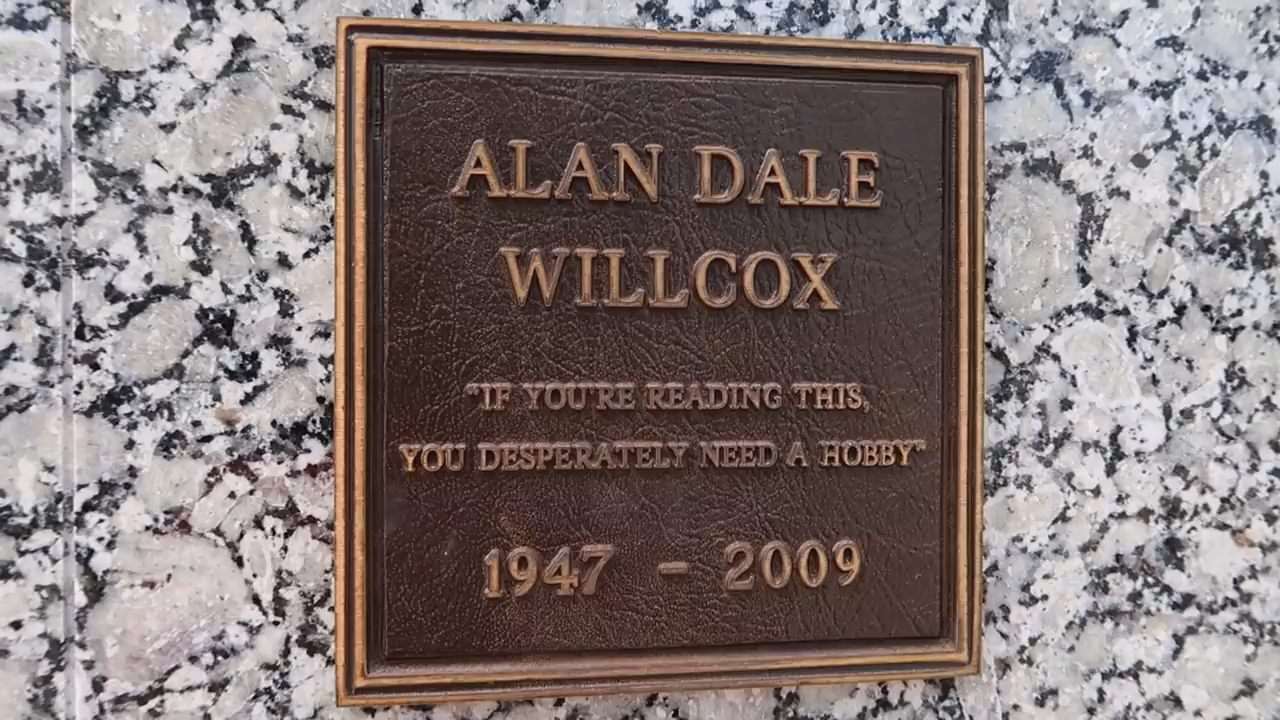 ALAN DALE
WILLCOX
"IF YOU'RE READING THIS,
YOU DESPERATELY NEED A HOBBY"
1947 - 2009